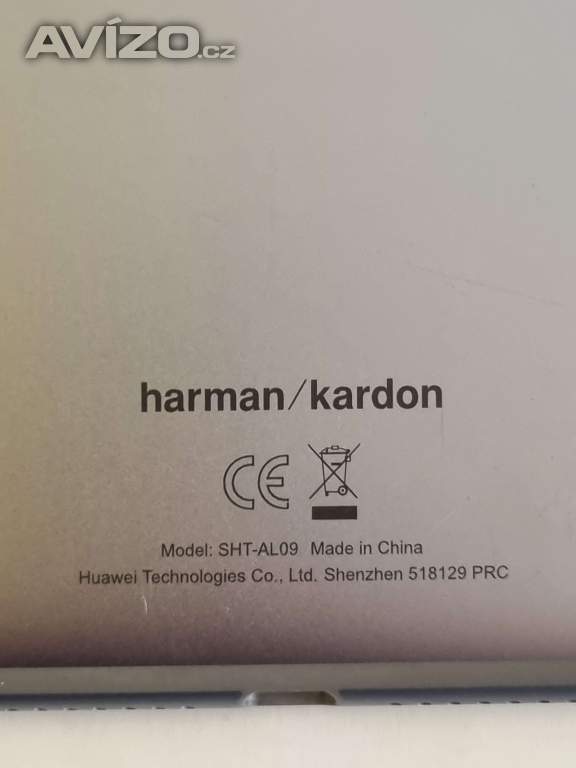 AVÍZO.cz
harman/kardon
CE
Model: SHT-AL09 Made in China
Huawei Technologies Co., Ltd. Shenzhen 518129 PRC